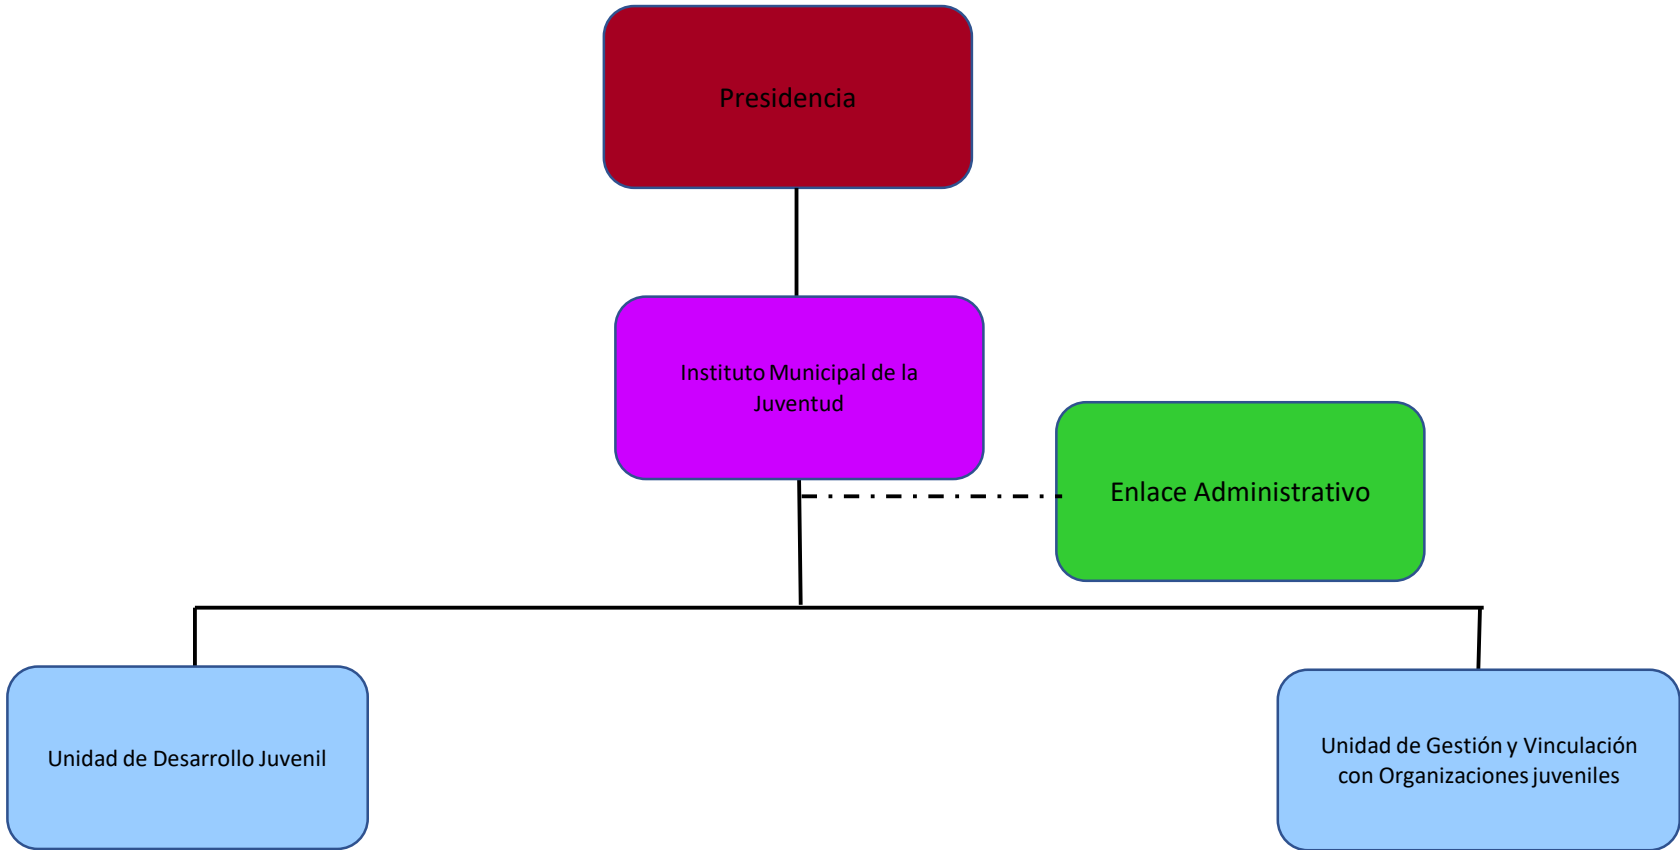 Presidencia
Instituto Municipal de la
Juventud
Enlace Administrativo
Unidad de Desarrollo Juvenil
Unidad de Gestión y Vinculación
con Organizaciones juveniles